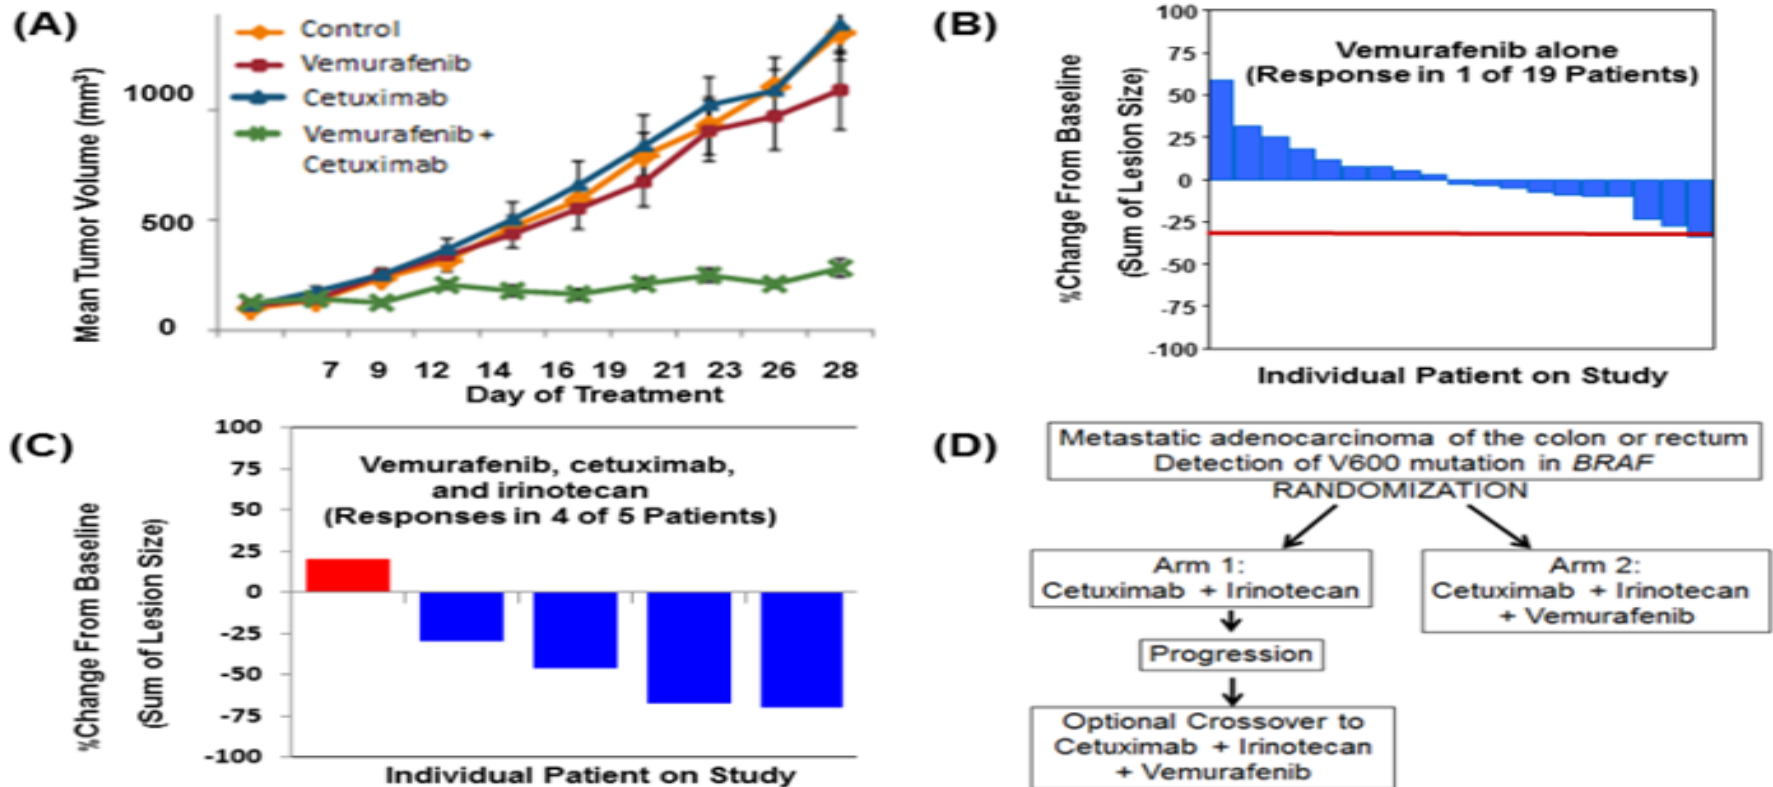 (A)
Control
Vemurafenib
Cetuximab
Vemurafenib +
Cetuximab
Mean Tumor Volume (mm³)
1000
500
0
7 9 12 14 16 19 21 23 26 28
Day of Treatment
(B)
Vemurafenib alone
(Response in 1 of 19 Patients)
%Change From Baseline
(Sum of Lesion Size)
100
75
50
25
0
-25
-50
-75
-100
Individual Patient on Study
(C)
Vemurafenib, cetuximab,
and irinotecan
(Responses in 4 of 5 Patients)
%Change From Baseline
(Sum of Lesion Size)
100
75
50
25
0
-25
-50
-75
-100
Individual Patient on Study
(D)
Metastatic adenocarcinoma of the colon or rectum
Detection of V600 mutation in BRAF
RANDOMIZATION
Arm 1:
Cetuximab + Irinotecan
Arm 2:
Cetuximab + Irinotecan
+ Vemurafenib
Progression
Optional Crossover to
Cetuximab + Irinotecan
+ Vemurafenib